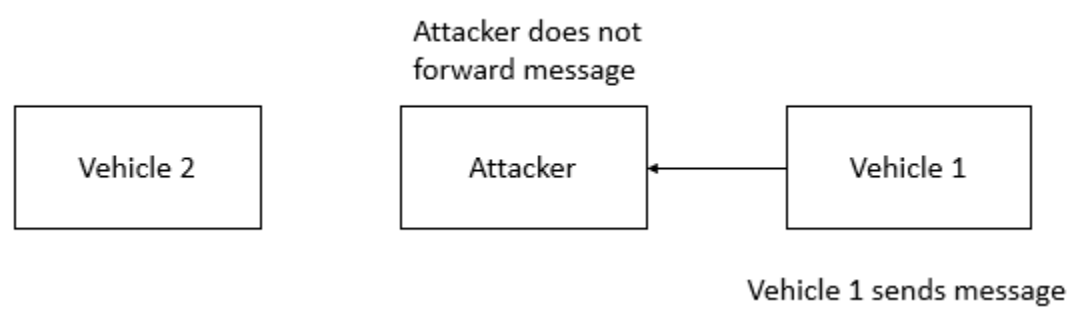 Attacker does not
forward message
Vehicle 2
Attacker
Vehicle 1
Vehicle 1 sends message